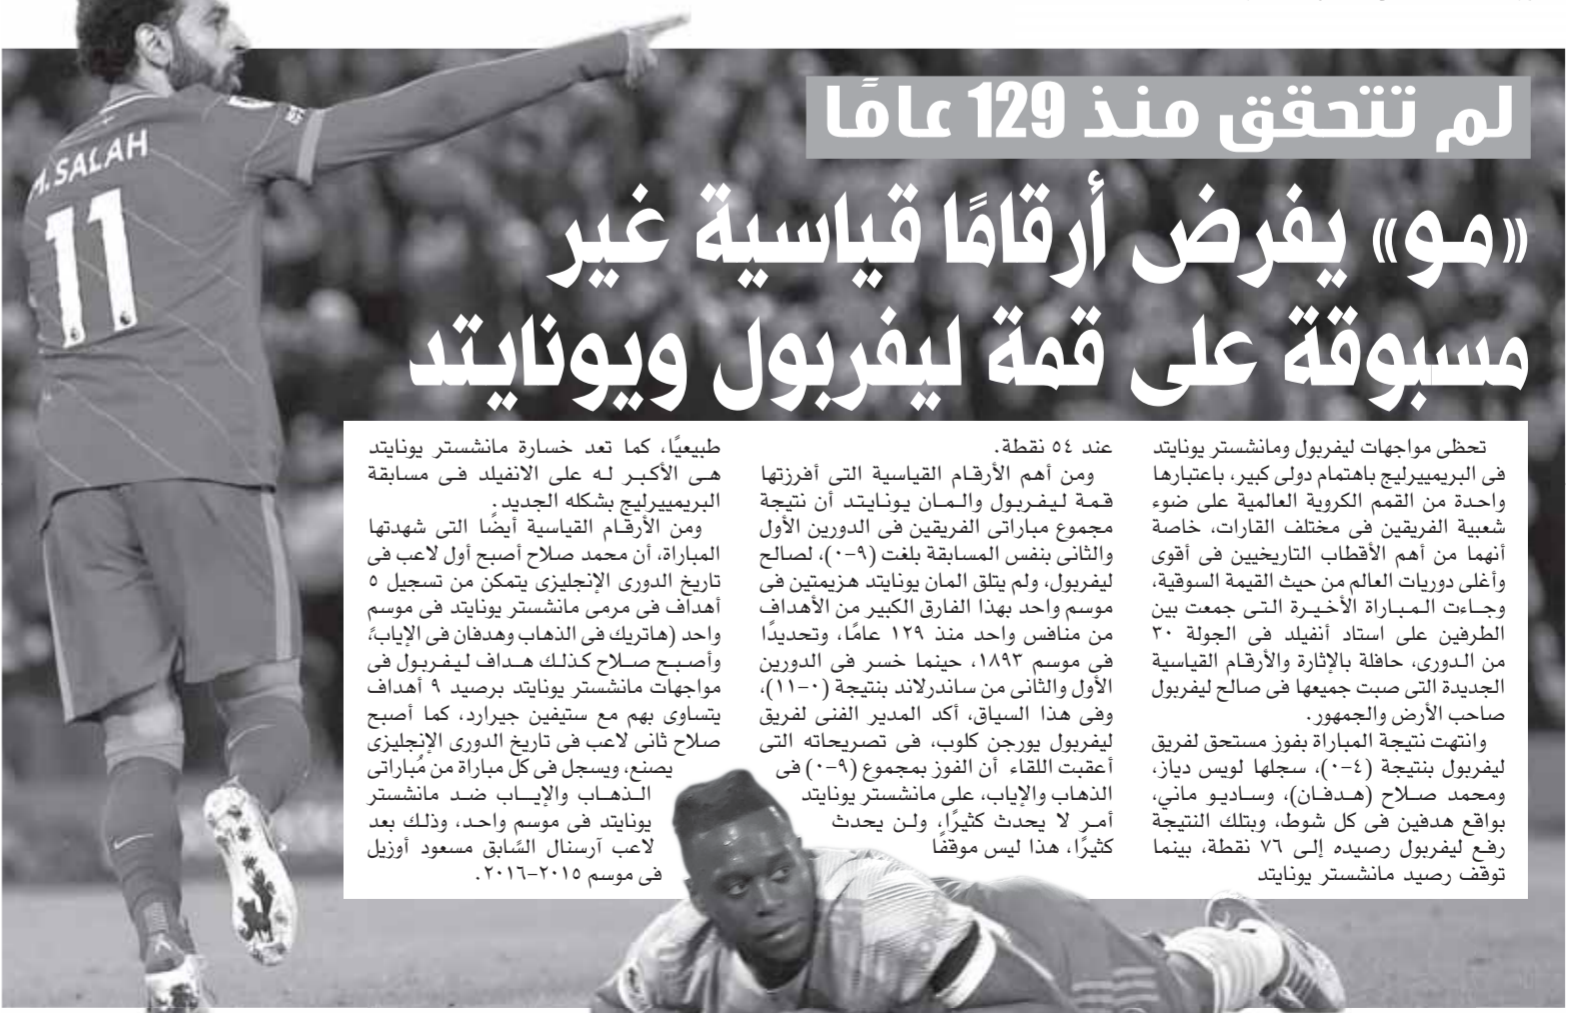 لم تتحقق منذ 129 عامًا
«مو» يفرض أرقامًا قياسية غير
مسبوقة على قمة ليفربول ويونايتد
تحظى مواجهات ليفربول ومانشستر يونايتد
فى البريمييرليج باهتمام دولى كبير، باعتبارها
واحدة من القمم الكروية العالمية على ضوء
شعبية الفريقين فى مختلف القارات، خاصة
أنهما من أهم الأقطاب التاريخيين فى أقوى
وأغلى دوريات العالم من حيث القيمة السوقية،
وجاءت المباراة الأخيرة التى جمعت بين
الطرفين على استاد أنفيلد فى الجولة ٣٠
من الدورى، حافلة بالإثارة والأرقام القياسية
الجديدة التى صبت جميعها فى صالح ليفربول
صاحب الأرض والجمهور.
وانتهت نتيجة المباراة بفوز مستحق لفريق
ليفربول بنتيجة (٤-٠)، سجلها لويس دياز،
ومحمد صلاح (هدفان)، وساديو ماني،
بواقع هدفين فى كل شوط، وبتلك النتيجة
رفع ليفربول رصيده إلى ٧٦ نقطة، بينما
توقف رصيد مانشستر يونايتد
عند ٥٤ نقطة.
ومن أهم الأرقام القياسية التى أفرزتها
قمة ليفربول والمان يونايتد أن نتيجة
مجموع مباراتى الفريقين فى الدورين الأول
والثانى بنفس المسابقة بلغت (٩-٠)، لصالح
ليفربول، ولم يتلق المان يونايتد هزيمتين فى
موسم واحد بهذا الفارق الكبير من الأهداف
من منافس واحد منذ ١٢٩ عامًا، وتحديدًا
فى موسم ١٨٩٣، حينما خسر فى الدورين
الأول والثانى من ساندرلاند بنتيجة (٠-١١)،
وفى هذا السياق، أكد المدير الفنى لفريق
ليفربول يورجن كلوب، فى تصريحاته التى
أعقبت اللقاء أن الفوز بمجموع (٩-٠) فى
الذهاب والإياب، على مانشستر يونايتد
أمر لا يحدث كثيرًا، ولن يحدث
كثيرًا، هذا ليس موقفًا
طبيعيًا، كما تعد خسارة مانشستر يونايتد
هى الأكبر له على الانفيلد فى مسابقة
البريمييرليج بشكله الجديد.
ومن الأرقام القياسية أيضًا التى شهدتها
المباراة، أن محمد صلاح أصبح أول لاعب فى
تاريخ الدورى الإنجليزى يتمكن من تسجيل ٥
أهداف فى مرمى مانشستر يونايتد فى موسم
واحد (هاتريك فى الذهاب وهدفان فى الإياب)،
وأصبح صلاح كذلك هداف ليفربول فى
مواجهات مانشستر يونايتد برصيد ٩ أهداف
يتساوى بهم مع ستيفين جيرارد، كما أصبح
صلاح ثانى لاعب فى تاريخ الدورى الإنجليزى
يصنع، ويسجل فى كل مباراة من مُباراتى
الذهاب والإياب ضد مانشستر
يونايتد فى موسم واحد، وذلك بعد
لاعب آرسنال السًابق مسعود أوزيل
فى موسم ٢٠١٥-٢٠١٦.
M. SALAH
11